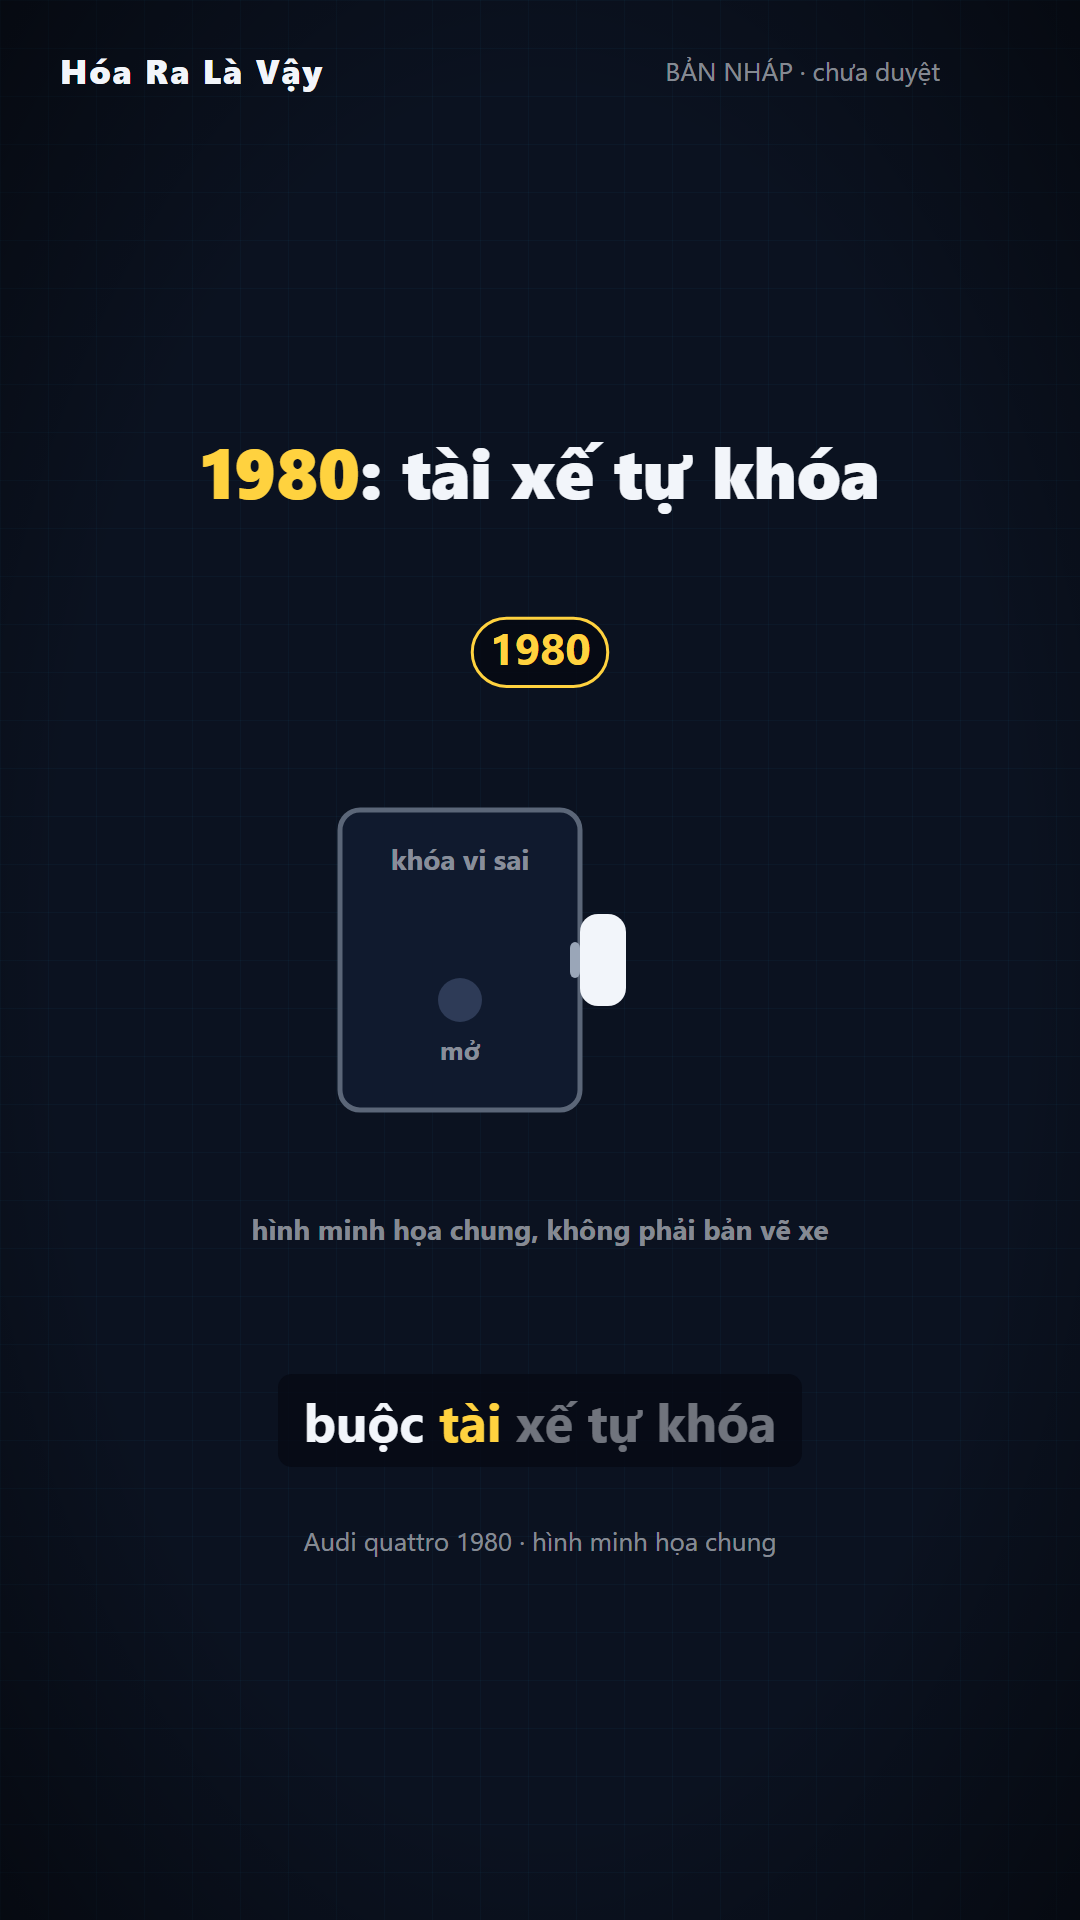 Hóa Ra Là Vậy
BẢN NHÁP · chưa duyệt
1980: tài xế tự khóa
1980
khóa vi sai
mở
hình minh họa chung, không phải bản vẽ xe
buộc tài xế tự khóa
Audi quattro 1980 · hình minh họa chung